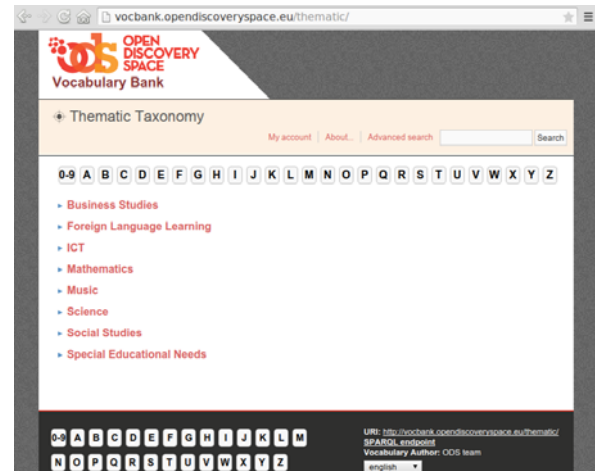 vocbank.opendiscoveryspace.eu/thematic/
ods OPEN
DISCOVERY
SPACE
Vocabulary Bank
Thematic Taxonomy
My account About... Advanced search Search
0-9 A B C D E F G H I J K L M N O P Q R S T U V W X Y Z
Business Studies
Foreign Language Learning
ICT
Mathematics
Music
Science
Social Studies
Special Educational Needs
0-9 A B C D E F G H I J K L M
N O P Q R S T U V W X Y Z
URI: http://vocbank.opendiscoveryspace.eu/thematic/
SPARQL endpoint
Vocabulary Author: ODS team
english